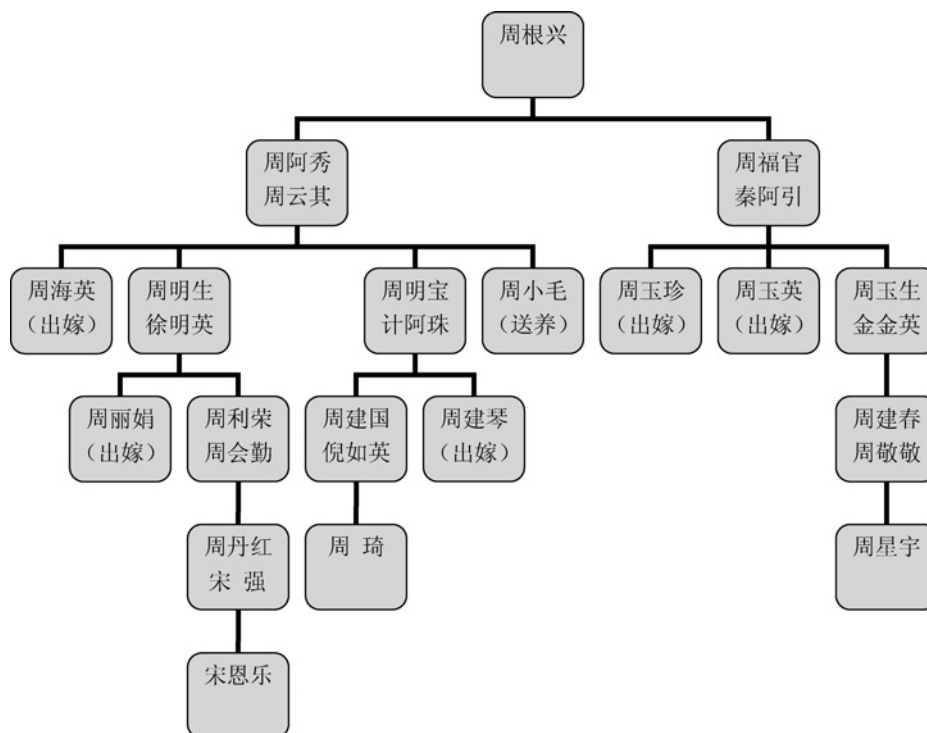 周根兴
周阿秀
周云其
周福官
秦阿引
周海英
（出嫁）
周明生
徐明英
周明宝
计阿珠
周小毛
（送养）
周玉珍
（出嫁）
周玉英
（出嫁）
周玉生
金金英
周丽娟
（出嫁）
周利荣
周会勤
周建国
倪如英
周建琴
（出嫁）
周建春
周敬敬
周丹红
宋 强
周 琦
周星宇
宋恩乐